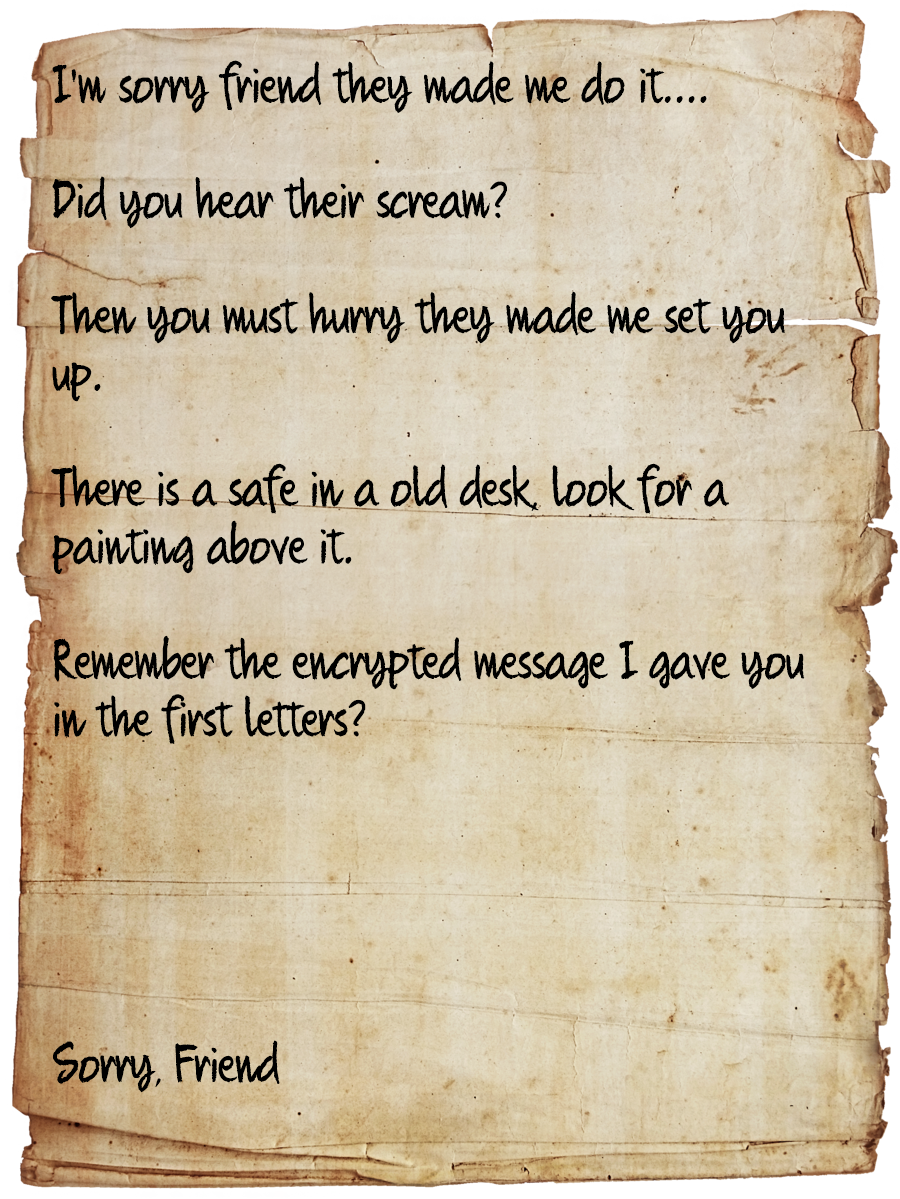 I'm sorry friend they made me do it....
Did you hear their scream?
Then you must hurry they made me set you
up.
There is a safe in a old desk, look for a
painting above it.
Remember the encrypted message I gave you
in the first letters?
Sorry, Friend